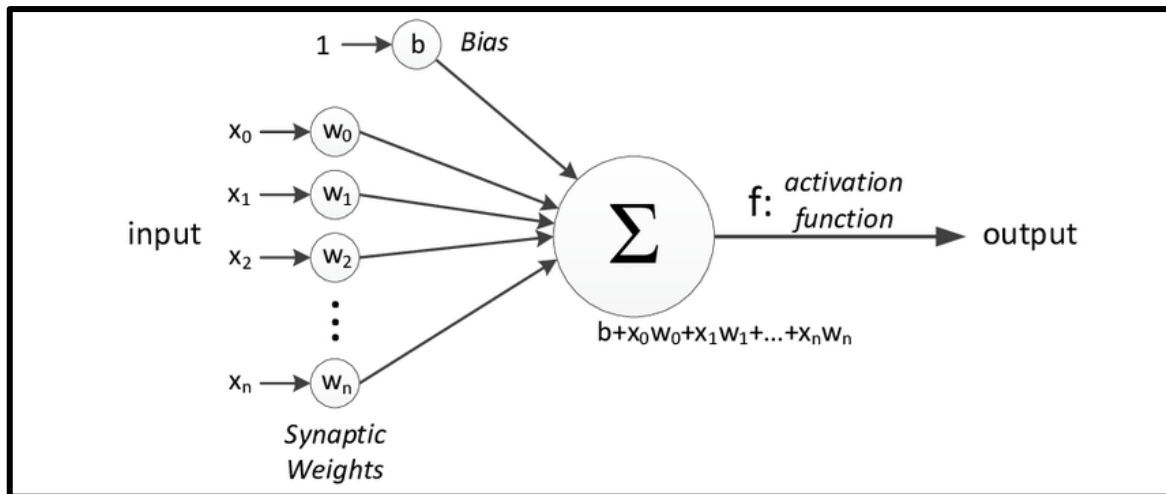 1 b Bias
x₀ w₀
x₁ w₁
input
x₂ w₂
⋮
xₙ wₙ
Synaptic
Weights
Σ
b+x₀w₀+x₁w₁+...+xₙwₙ
f: activation
function
output